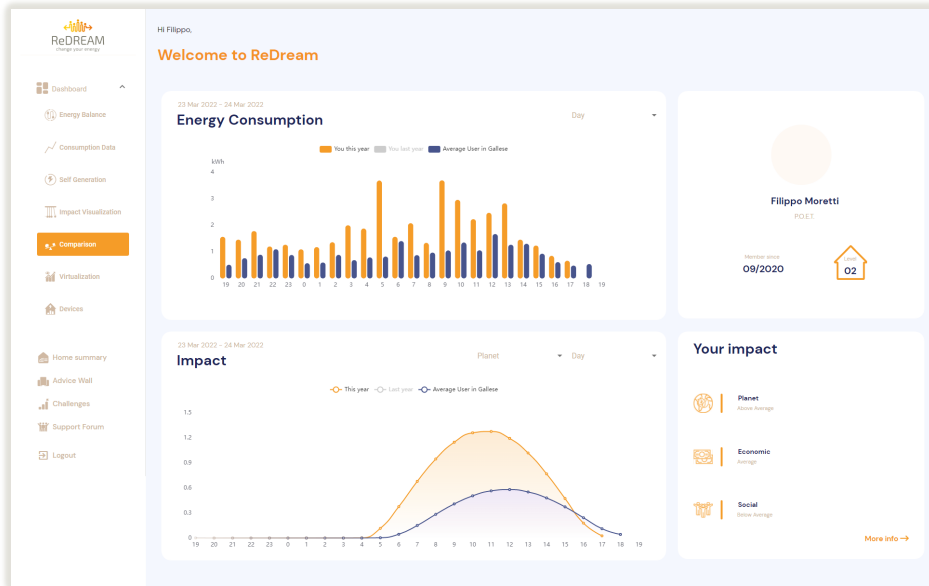 ReDREAM
change your energy
Dashboard
Energy Balance
Consumption Data
Self Generation
Impact Visualization
Comparison
Virtualization
Devices
Home summary
Advice Wall
Challenges
Support Forum
Logout
Hi Filippo,
Welcome to ReDream
23 Mar 2022 - 24 Mar 2022
Energy Consumption
Day
You this year You last year Average User in Gallese
kWh
4
3
2
1
0
19 20 21 22 23 0 1 2 3 4 5 6 7 8 9 10 11 12 13 14 15 16 17 18 19
Filippo Moretti
P.O.E.T.
Member since
09/2020
Level
02
23 Mar 2022 - 24 Mar 2022
Impact
Planet
Day
This year Last year Average User in Gallese
1.5
1.2
0.9
0.6
0.3
0
19 20 21 22 23 0 1 2 3 4 5 6 7 8 9 10 11 12 13 14 15 16 17 18 19
Your impact
Planet
Above Average
Economic
Average
Social
Below Average
More info →